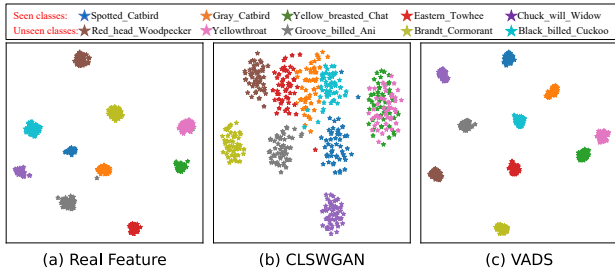 Seen classes: Spotted_Catbird Gray_Catbird Yellow_breasted_Chat Eastern_Towhee Chuck_will_Widow
Unseen classes: Red_head_Woodpecker Yellowthroat Groove_billed_Ani Brandt_Cormorant Black_billed_Cuckoo
(a) Real Feature (b) CLSWGAN (c) VADS